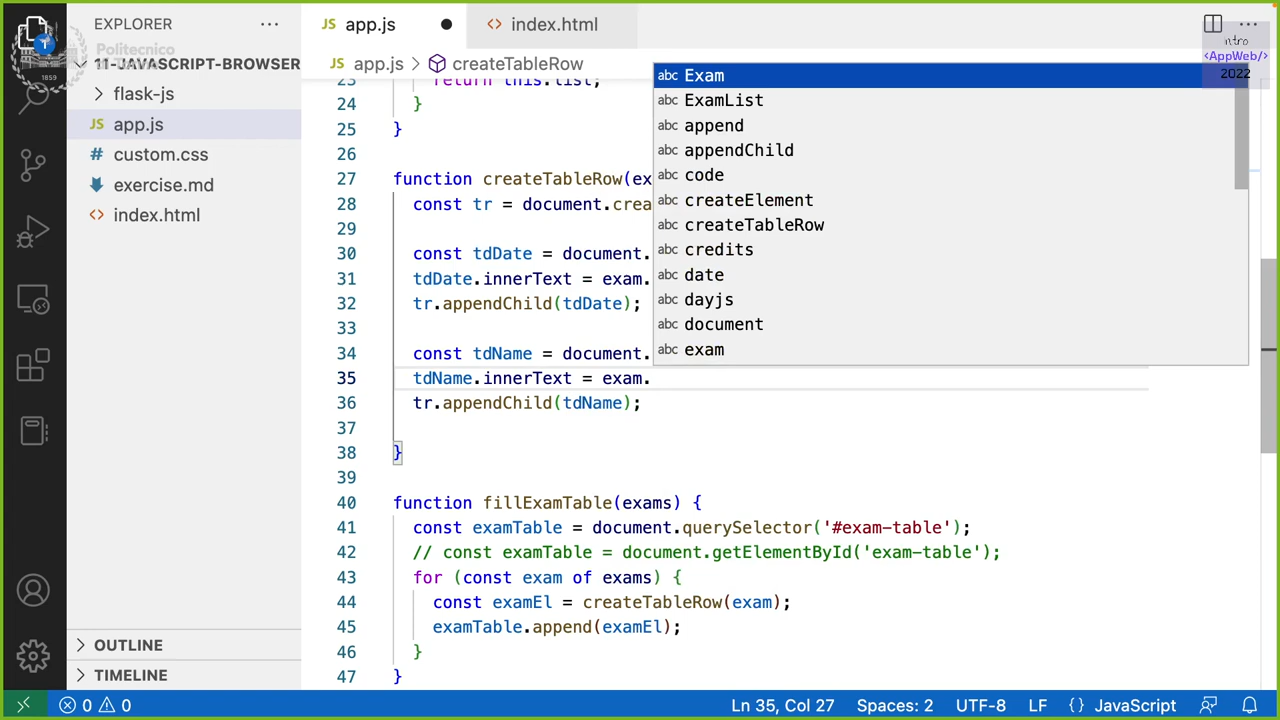 EXPLORER
app.js
index.html
Politecnico
1859
11-JAVASCRIPT-BROWSER
flask-js
app.js
custom.css
exercise.md
index.html
OUTLINE
TIMELINE
JS app.js > createTableRow
<AppWeb/>
2022
abc Exam
abc ExamList
abc append
abc appendChild
abc code
abc createElement
abc createTableRow
abc credits
abc date
abc dayjs
abc document
abc exam
23 return this.list;
24 }
25 }
26
27 function createTableRow(ex
28 const tr = document.crea
29
30 const tdDate = document.
31 tdDate.innerText = exam.
32 tr.appendChild(tdDate);
33
34 const tdName = document.
35 tdName.innerText = exam.
36 tr.appendChild(tdName);
37
38 }
39
40 function fillExamTable(exams) {
41 const examTable = document.querySelector('#exam-table');
42 // const examTable = document.getElementById('exam-table');
43 for (const exam of exams) {
44 const examEl = createTableRow(exam);
45 examTable.append(examEl);
46 }
47 }
0 0 Ln 35, Col 27 Spaces: 2 UTF-8 LF {} JavaScript